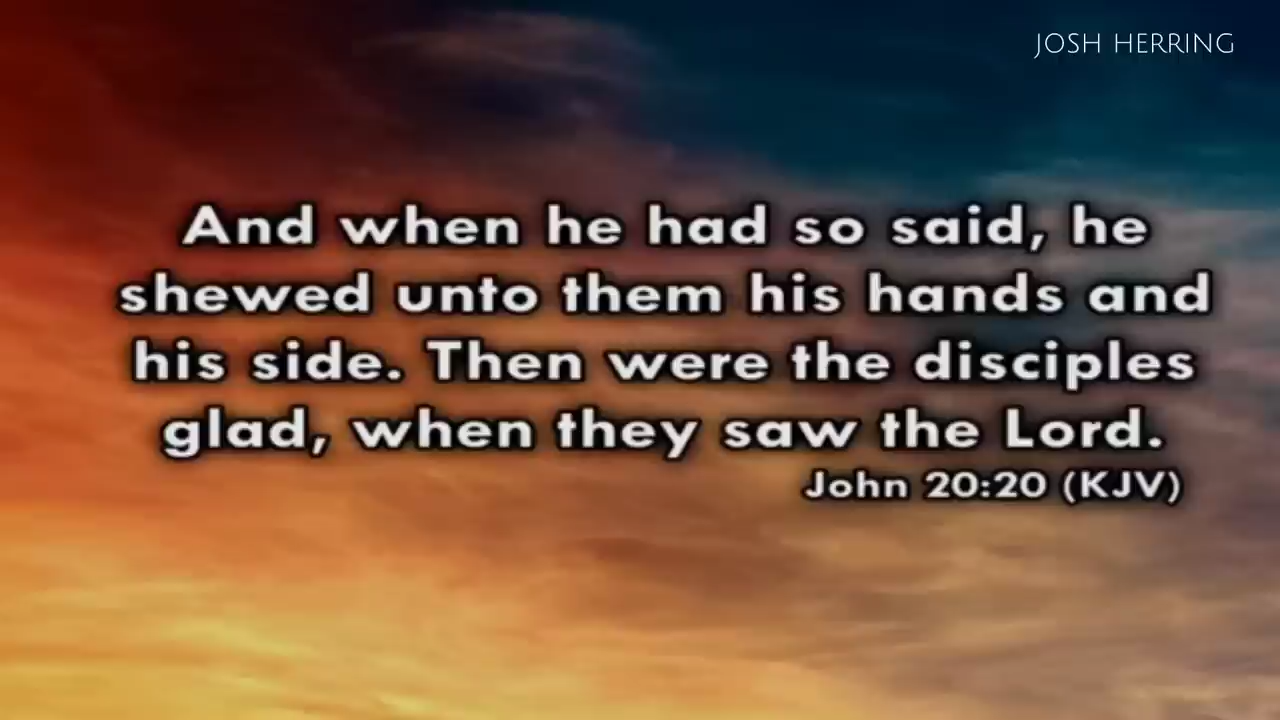 JOSH HERRING
And when he had so said, he
shewed unto them his hands and
his side. Then were the disciples
glad, when they saw the Lord.
John 20:20 (KJV)